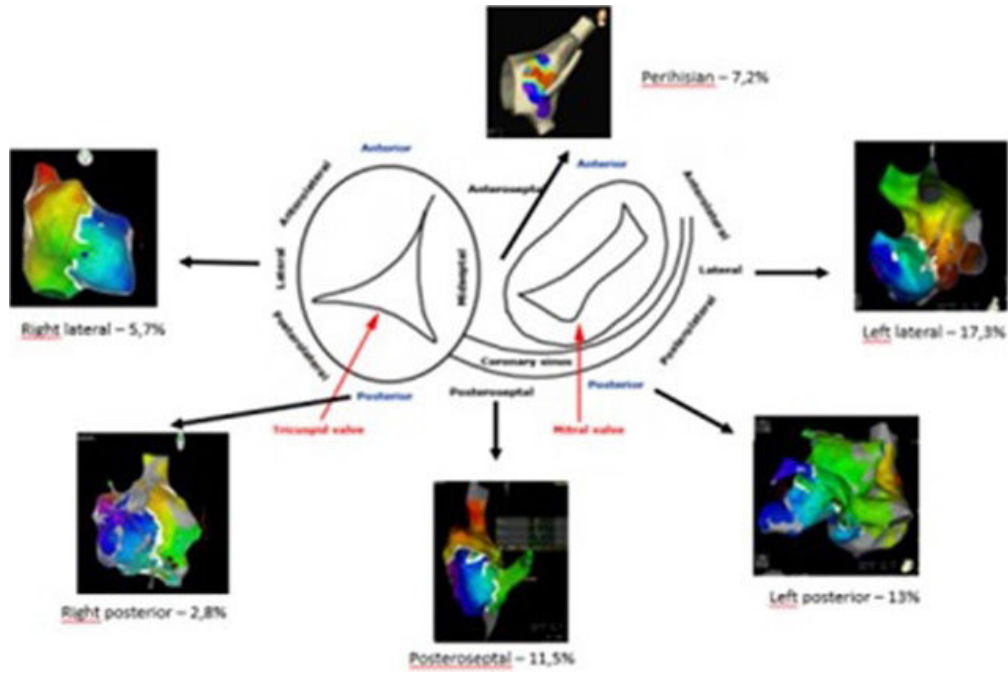 Perihisian – 7,2%
Anterior
Anterior
Anterolateral
Anteroseptal
Anterolateral
Lateral
Midseptal
Lateral
Right lateral – 5,7%
Left lateral – 17,3%
Posterolateral
Posterolateral
Coronary sinus
Posterior
Posteroseptal
Posterior
Tricuspid valve
Mitral valve
Right posterior – 2,8%
Left posterior – 13%
Posteroseptal – 11,5%